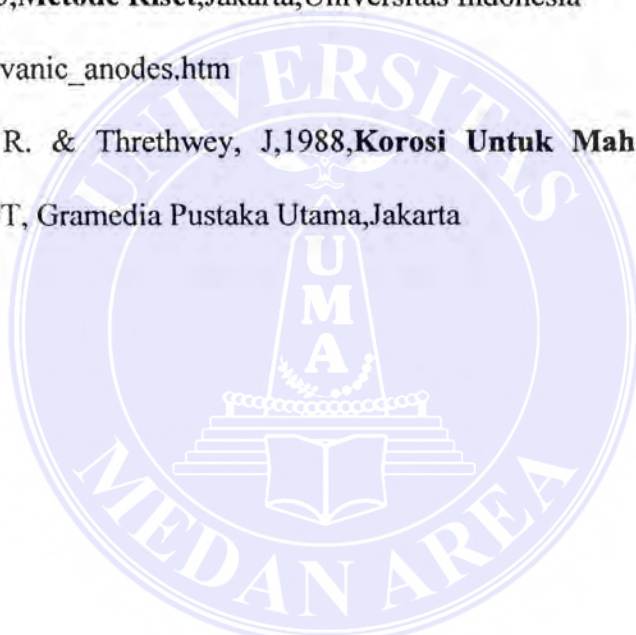 ,Metode Riset,Jakarta,Universitas Indonesia
vanic_anodes.htm
R. & Threthwey, J,1988,Korosi Untuk Mah
T, Gramedia Pustaka Utama,Jakarta
UNIVERSITAS
UMA
MEDAN AREA